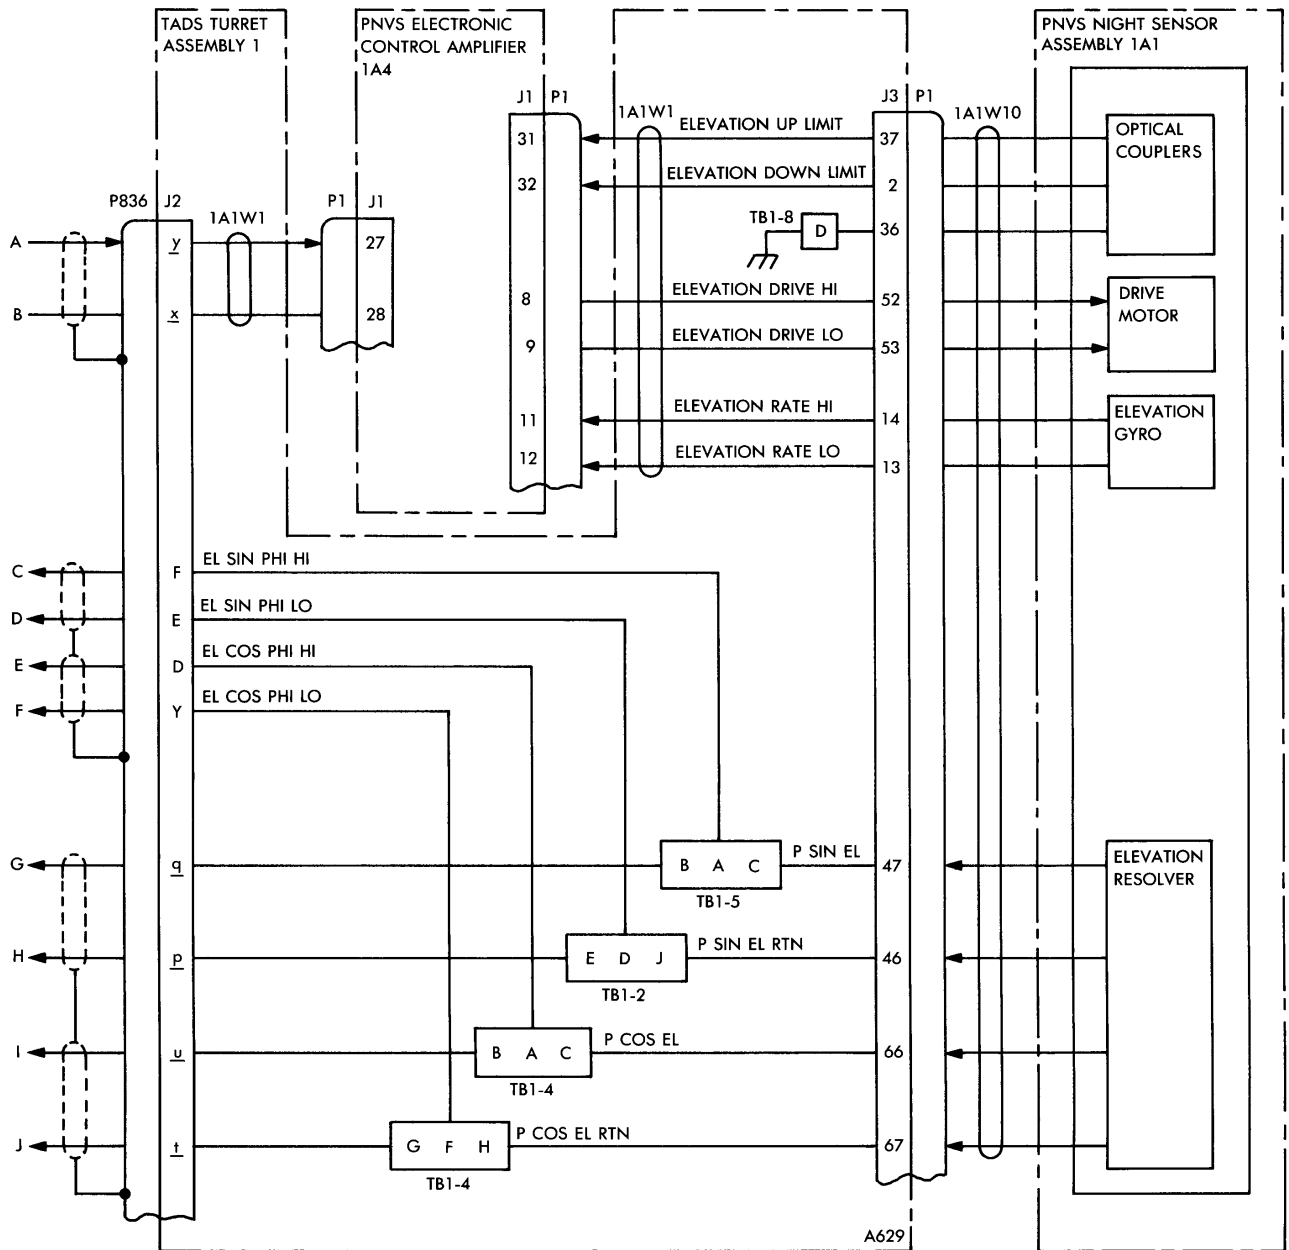 TADS TURRET
ASSEMBLY 1
PNVS ELECTRONIC
CONTROL AMPLIFIER
1A4
PNVS NIGHT SENSOR
ASSEMBLY 1A1
J1 P1
1A1W1
J3 P1
1A1W10
31
ELEVATION UP LIMIT
37
OPTICAL
COUPLERS
32
ELEVATION DOWN LIMIT
2
TB1-8
D
36
P836 J2
1A1W1
P1 J1
A
y
27
B
x
28
8
ELEVATION DRIVE HI
52
DRIVE
MOTOR
9
ELEVATION DRIVE LO
53
11
ELEVATION RATE HI
14
ELEVATION
GYRO
12
ELEVATION RATE LO
13
C
F
EL SIN PHI HI
D
E
EL SIN PHI LO
E
D
EL COS PHI HI
F
Y
EL COS PHI LO
G
q
B A C
TB1-5
P SIN EL
47
ELEVATION
RESOLVER
H
p
E D J
TB1-2
P SIN EL RTN
46
I
u
B A C
TB1-4
P COS EL
66
J
t
G F H
TB1-4
P COS EL RTN
67
A629